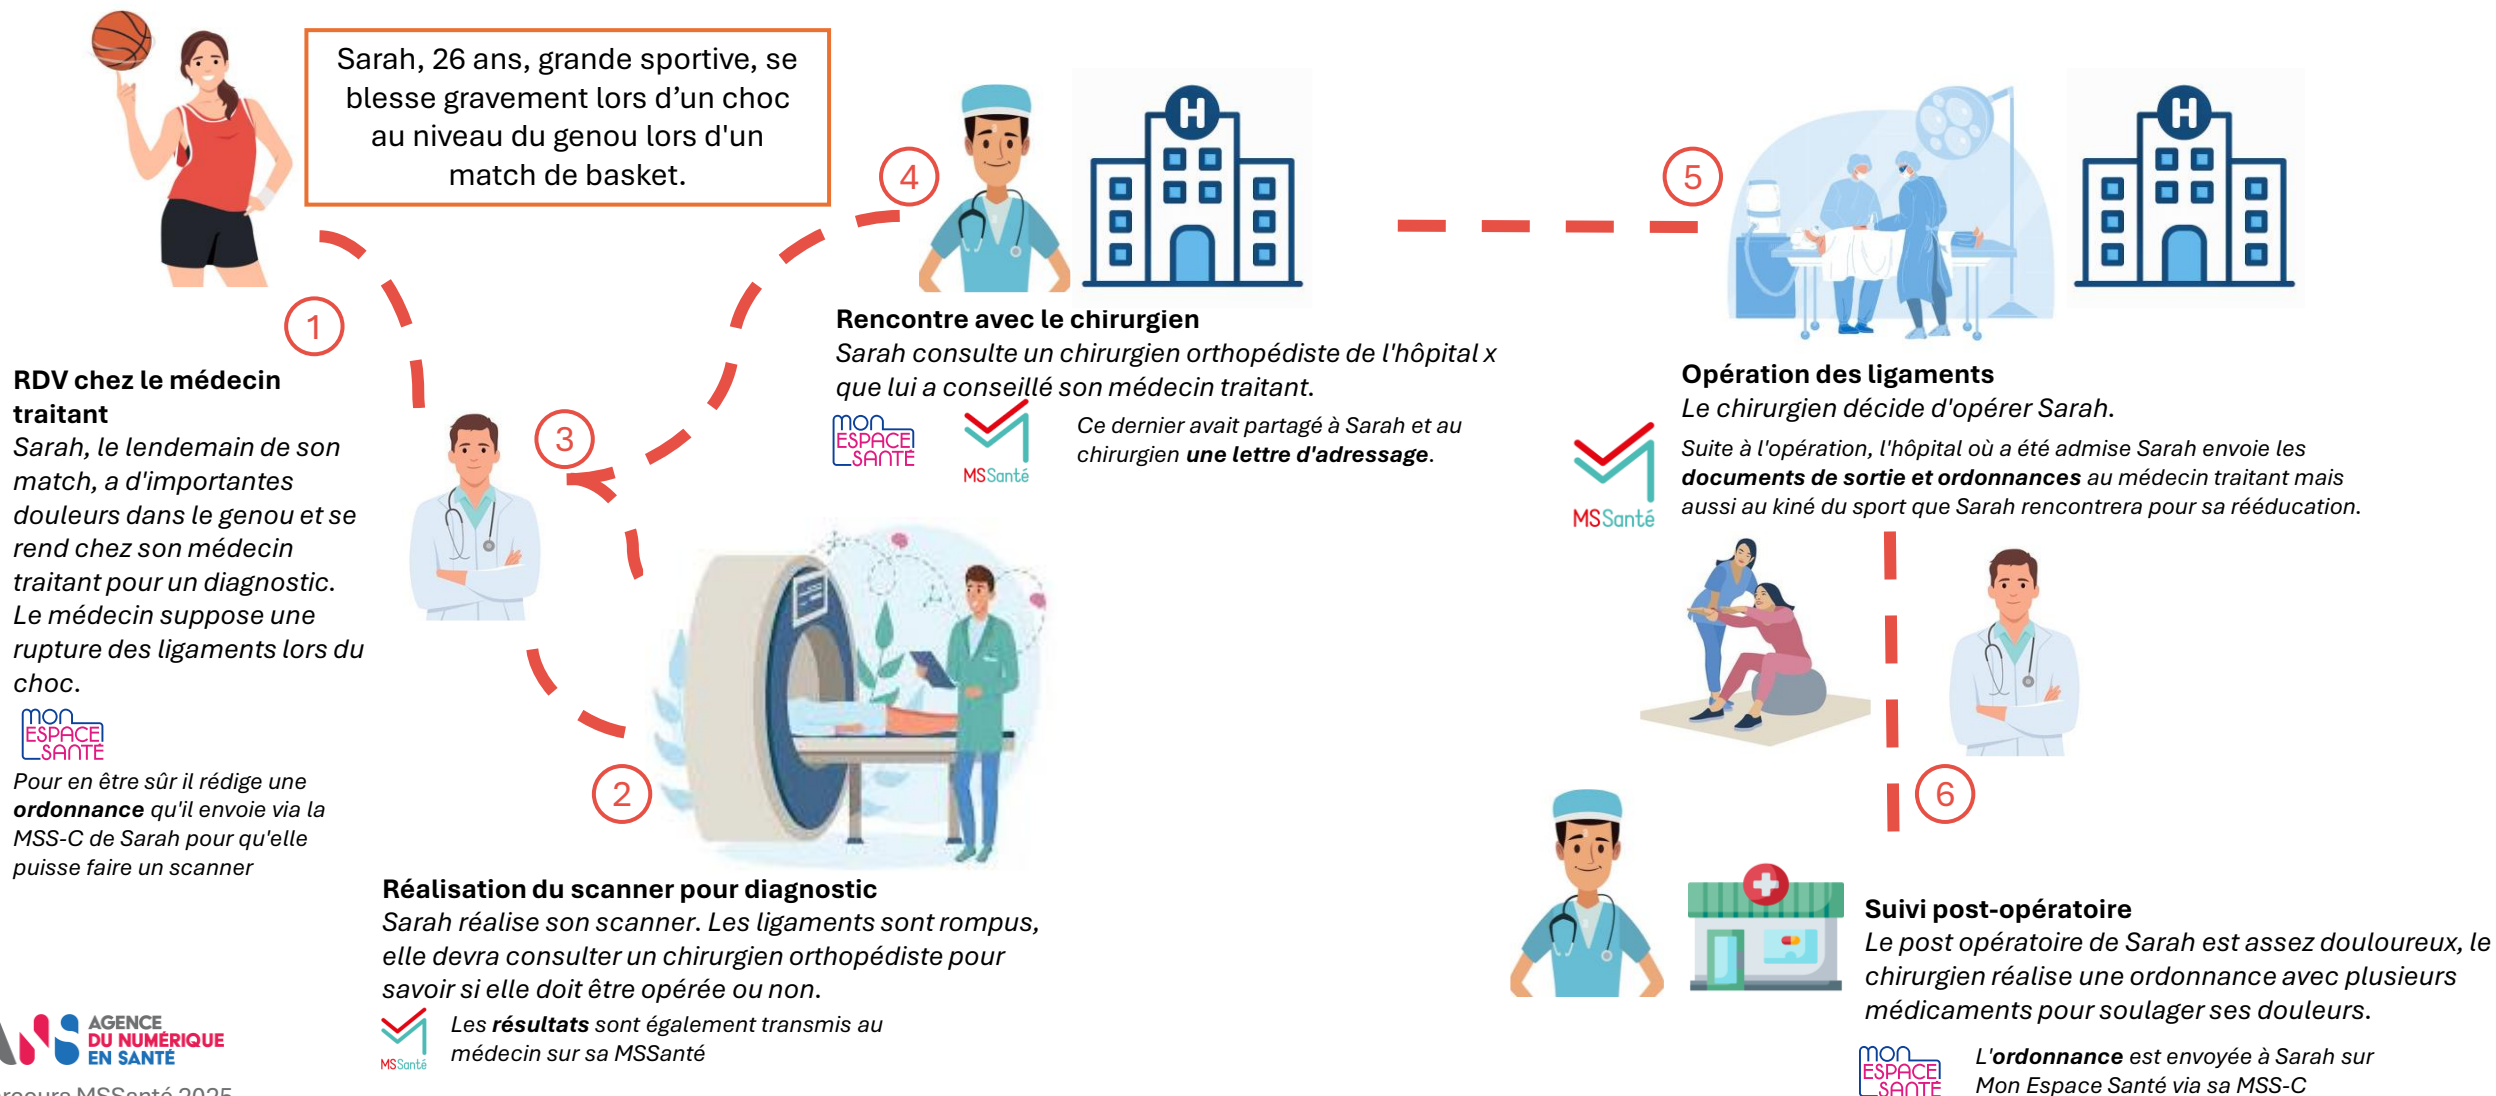 Sarah, 26 ans, grande sportive, se
blesse gravement lors d’un choc
au niveau du genou lors d'un
match de basket.
1
RDV chez le médecin
traitant
Sarah, le lendemain de son
match, a d'importantes
douleurs dans le genou et se
rend chez son médecin
traitant pour un diagnostic.
Le médecin suppose une
rupture des ligaments lors du
choc.
mon
ESPACE
SANTÉ
Pour en être sûr il rédige une
ordonnance qu'il envoie via la
MSS-C de Sarah pour qu'elle
puisse faire un scanner
2
Réalisation du scanner pour diagnostic
Sarah réalise son scanner. Les ligaments sont rompus,
elle devra consulter un chirurgien orthopédiste pour
savoir si elle doit être opérée ou non.
MSSanté
Les résultats sont également transmis au
médecin sur sa MSSanté
3
4
H
Rencontre avec le chirurgien
Sarah consulte un chirurgien orthopédiste de l'hôpital x
que lui a conseillé son médecin traitant.
mon
ESPACE
SANTÉ
MSSanté
Ce dernier avait partagé à Sarah et au
chirurgien une lettre d'adressage.
5
H
Opération des ligaments
Le chirurgien décide d'opérer Sarah.
MSSanté
Suite à l'opération, l'hôpital où a été admise Sarah envoie les
documents de sortie et ordonnances au médecin traitant mais
aussi au kiné du sport que Sarah rencontrera pour sa rééducation.
6
Suivi post-opératoire
Le post opératoire de Sarah est assez douloureux, le
chirurgien réalise une ordonnance avec plusieurs
médicaments pour soulager ses douleurs.
mon
ESPACE
SANTÉ
L'ordonnance est envoyée à Sarah sur
Mon Espace Santé via sa MSS-C
AGENCE
DU NUMÉRIQUE
EN SANTÉ
MSSanté 2025